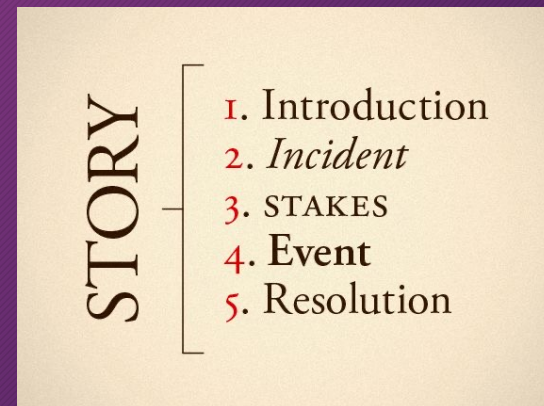 STORY
1. Introduction
2. Incident
3. STAKES
4. Event
5. Resolution